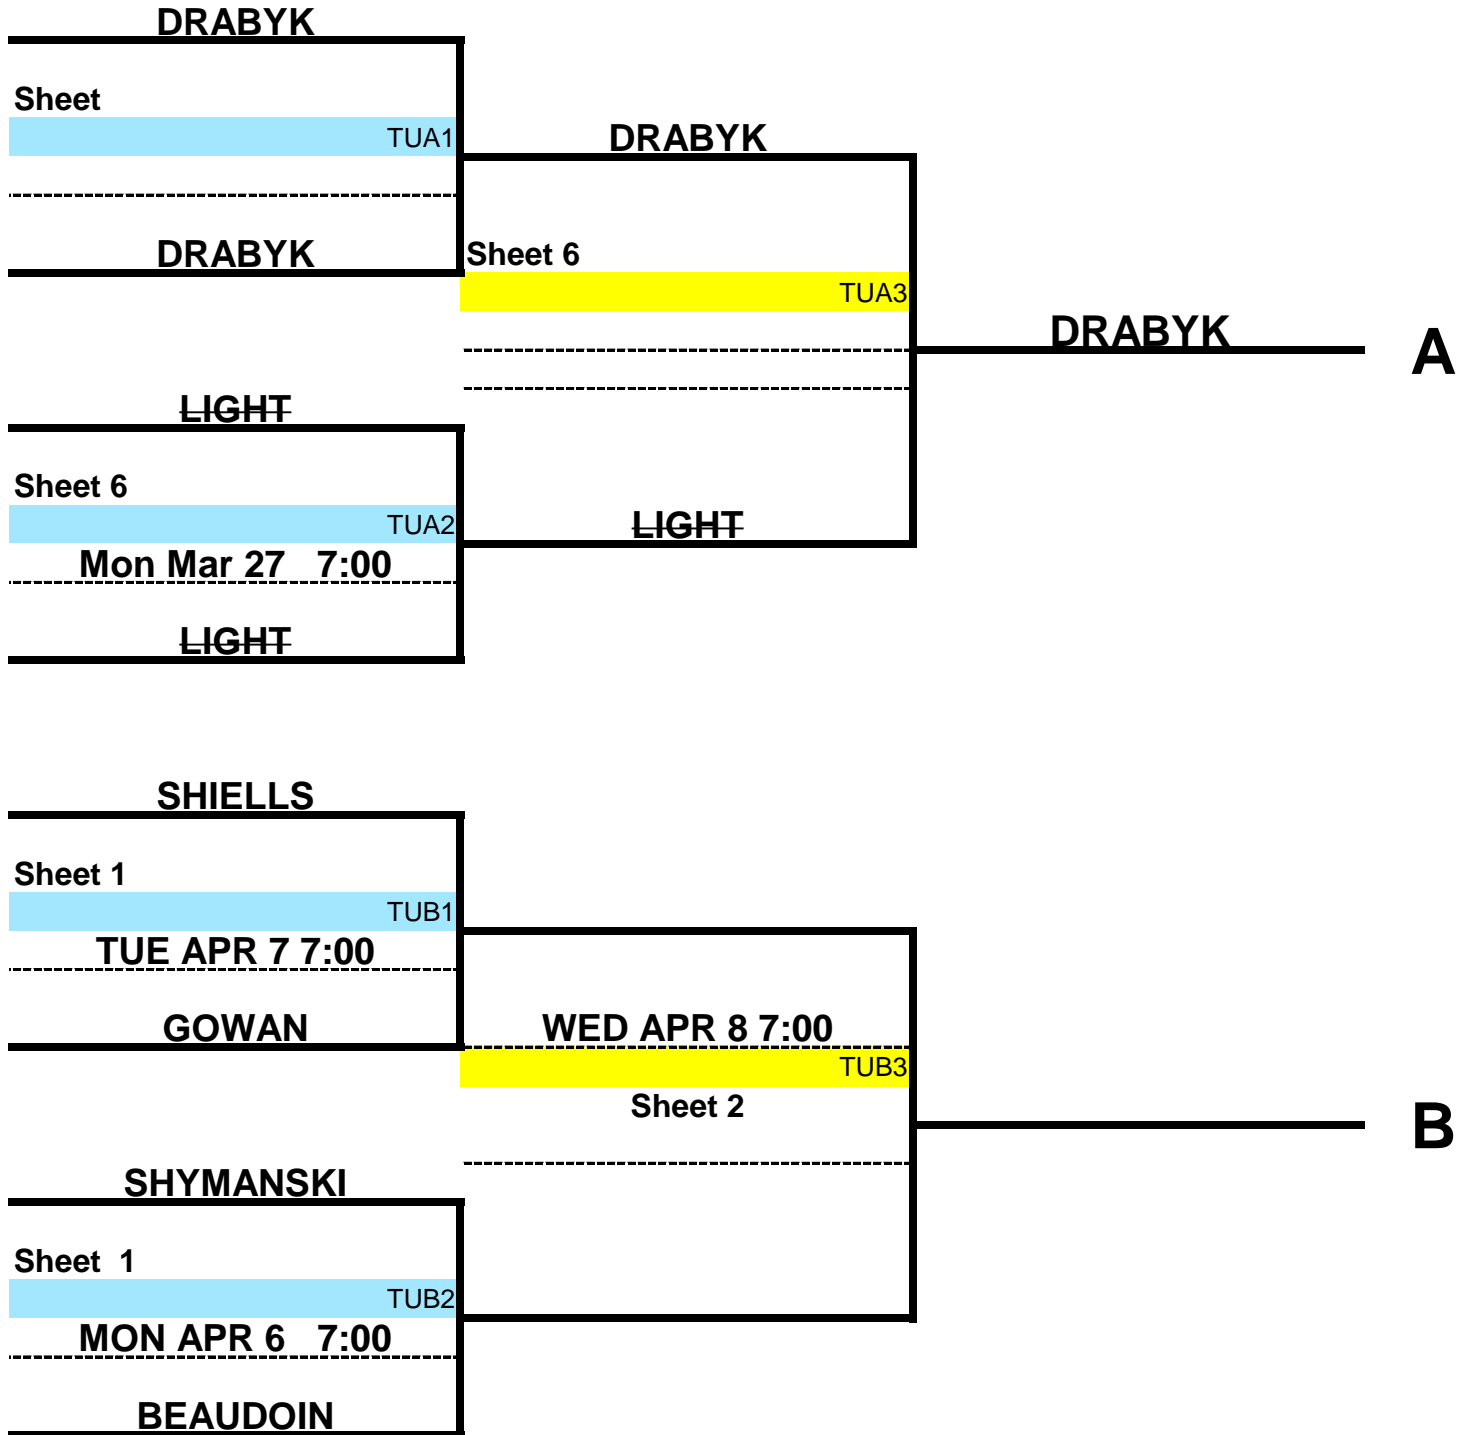 DRABYK
Sheet
TUA1
DRABYK
DRABYK
Sheet 6
TUA3
DRABYK
A
LIGHT
Sheet 6
TUA2
LIGHT
Mon Mar 27 7:00
LIGHT
SHIELLS
Sheet 1
TUB1
TUE APR 7 7:00
GOWAN
WED APR 8 7:00
TUB3
Sheet 2
B
SHYMANSKI
Sheet 1
TUB2
MON APR 6 7:00
BEAUDOIN